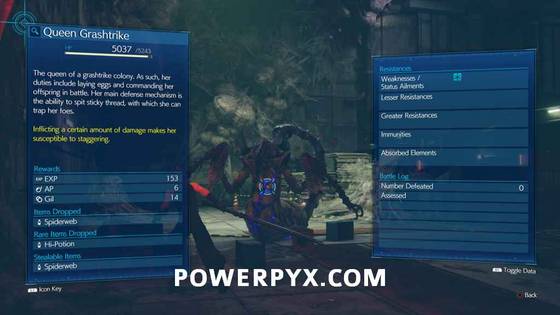 Queen Grashtrike
HP 5037 /5243
The queen of a grashtrike colony. As such, her
duties include laying eggs and commanding her
offspring in battle. Her main defense mechanism is
the ability to spit sticky thread, with which she can
trap her foes.
Inflicting a certain amount of damage makes her
susceptible to staggering.
Rewards
EXP 153
AP 6
Gil 14
Items Dropped
Spiderweb
Rare Items Dropped
Hi-Potion
Stealable Items
Spiderweb
Icon Key
Resistances
Weaknesses /
Status Ailments
Lesser Resistances
Greater Resistances
Immunities
Absorbed Elements
Battle Log
Number Defeated 0
Assessed
Toggle Data
Back
POWERPYX.COM